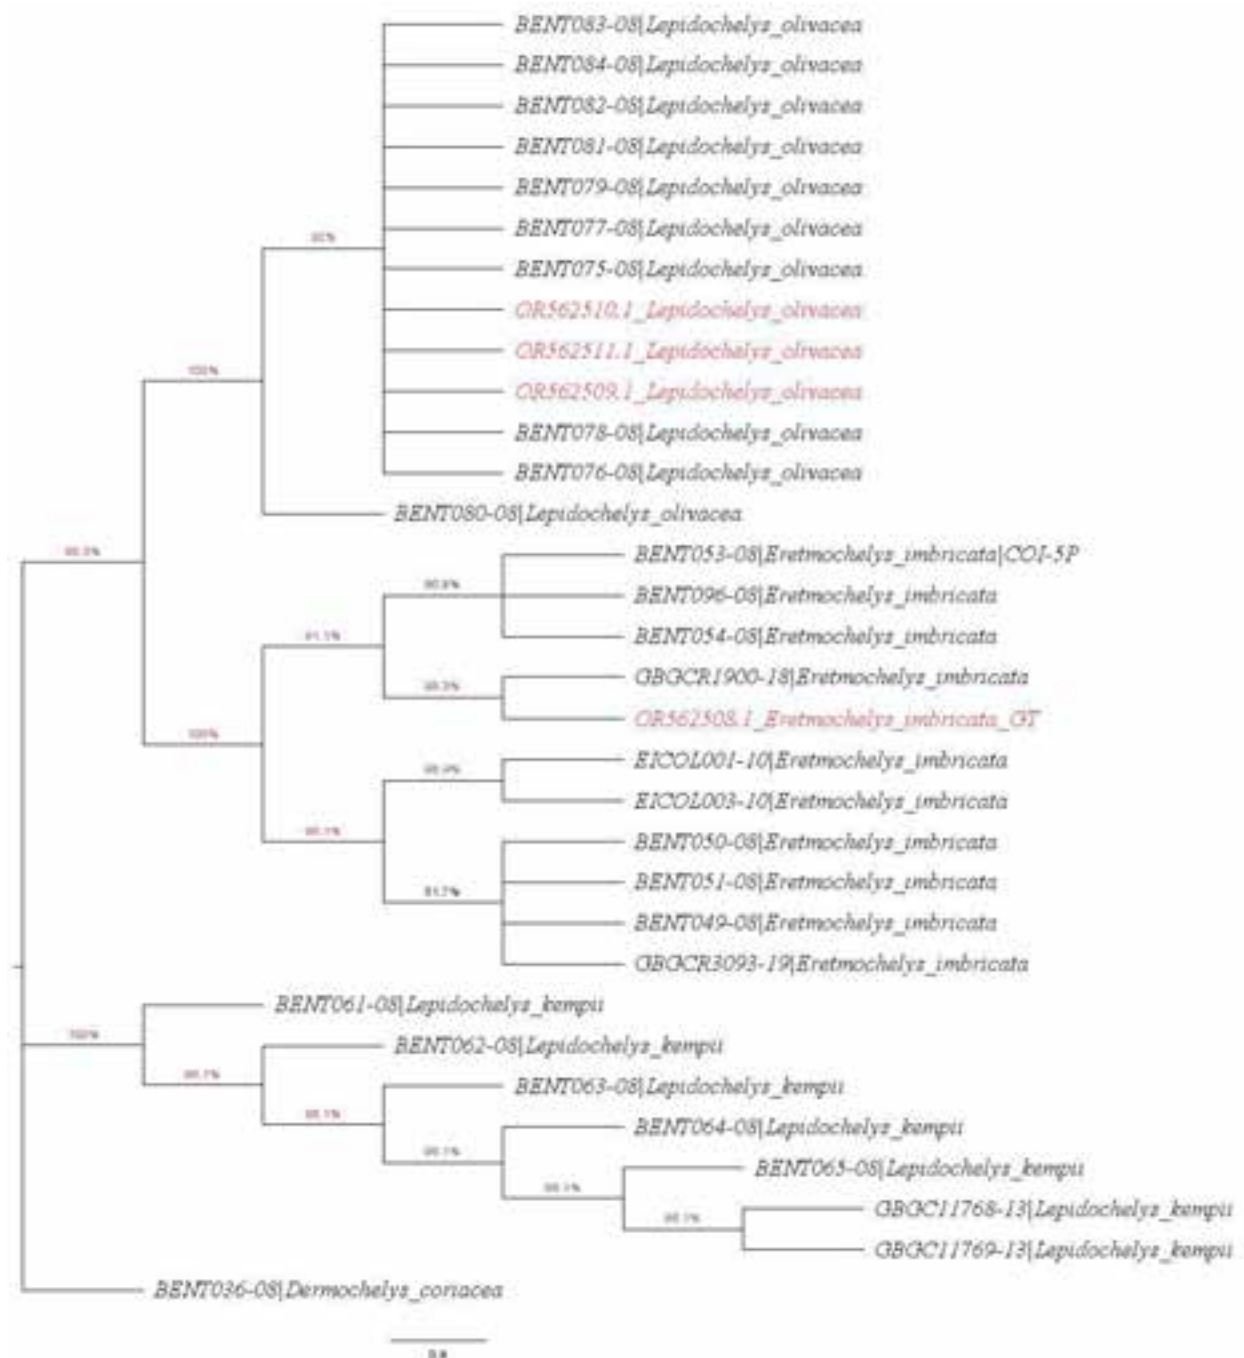 BENT083-08|Lepidochelys_olivacea
BENT084-08|Lepidochelys_olivacea
BENT082-08|Lepidochelys_olivacea
BENT081-08|Lepidochelys_olivacea
BENT079-08|Lepidochelys_olivacea
BENT077-08|Lepidochelys_olivacea
BENT075-08|Lepidochelys_olivacea
OR562510.1_Lepidochelys_olivacea
OR562511.1_Lepidochelys_olivacea
OR562509.1_Lepidochelys_olivacea
100%
BENT078-08|Lepidochelys_olivacea
BENT076-08|Lepidochelys_olivacea
BENT080-08|Lepidochelys_olivacea
BENT053-08|Eretmochelys_imbricata|COI-5P
BENT096-08|Eretmochelys_imbricata
BENT054-08|Eretmochelys_imbricata
GBGCR1900-18|Eretmochelys_imbricata
OR562508.1_Eretmochelys_imbricata_GT
100%
EICOL001-10|Eretmochelys_imbricata
EICOL003-10|Eretmochelys_imbricata
BENT050-08|Eretmochelys_imbricata
BENT051-08|Eretmochelys_imbricata
BENT049-08|Eretmochelys_imbricata
GBGCR3093-19|Eretmochelys_imbricata
BENT061-08|Lepidochelys_kempii
100%
BENT062-08|Lepidochelys_kempii
BENT063-08|Lepidochelys_kempii
BENT064-08|Lepidochelys_kempii
BENT065-08|Lepidochelys_kempii
GBGC11768-13|Lepidochelys_kempii
GBGC11769-13|Lepidochelys_kempii
BENT036-08|Dermochelys_coriacea